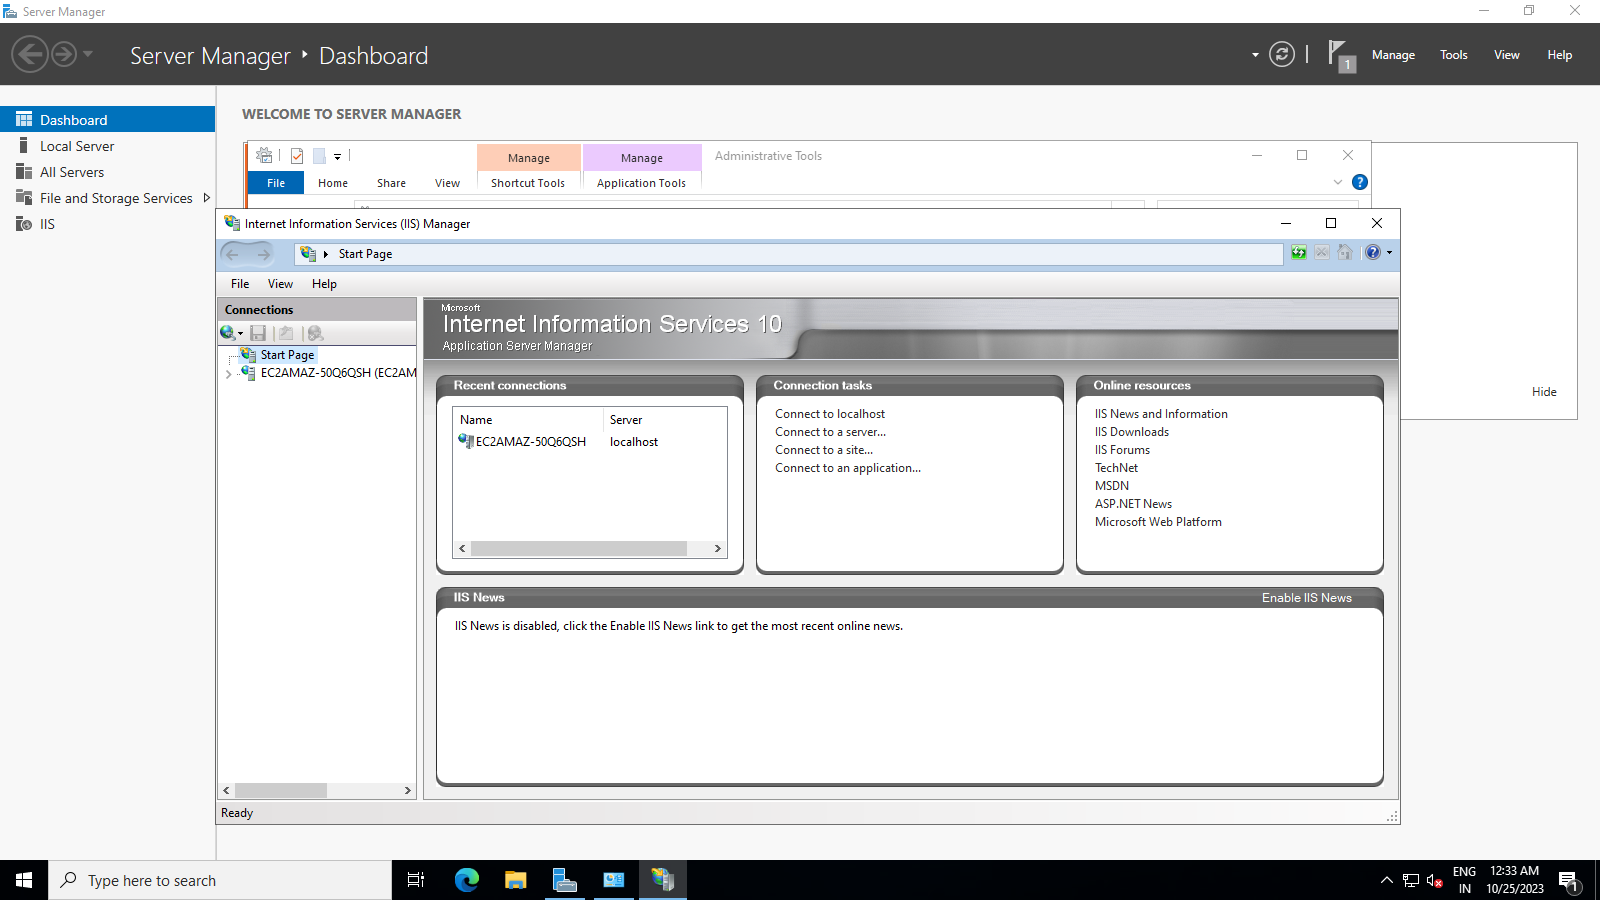 Server Manager
Server Manager Dashboard
1
Manage
Tools
View
Help
Dashboard
Local Server
All Servers
File and Storage Services
IIS
WELCOME TO SERVER MANAGER
Manage
Manage
Administrative Tools
File
Home
Share
View
Shortcut Tools
Application Tools
Hide
Internet Information Services (IIS) Manager
Start Page
File
View
Help
Connections
Start Page
EC2AMAZ-50Q6QSH (EC2AM
Microsoft
Internet Information Services 10
Application Server Manager
Recent connections
Name
Server
EC2AMAZ-50Q6QSH
localhost
Connection tasks
Connect to localhost
Connect to a server...
Connect to a site...
Connect to an application...
Online resources
IIS News and Information
IIS Downloads
IIS Forums
TechNet
MSDN
ASP.NET News
Microsoft Web Platform
IIS News
Enable IIS News
IIS News is disabled, click the Enable IIS News link to get the most recent online news.
Ready
Type here to search
ENG
IN
12:33 AM
10/25/2023
1